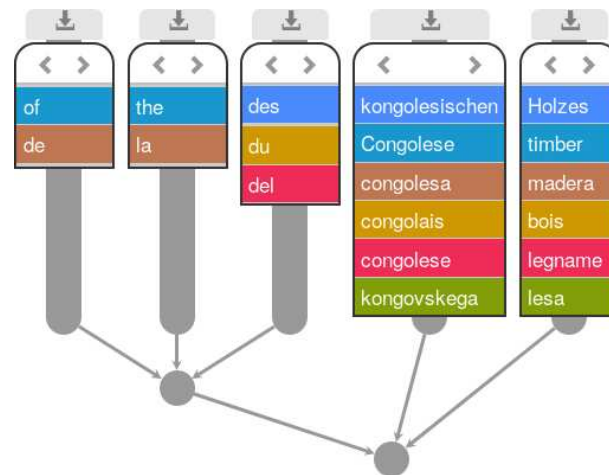 of
de
the
la
des
du
del
kongolesischen
Congolese
congolesa
congolais
congolese
kongovskega
Holzes
timber
madera
bois
legname
lesa